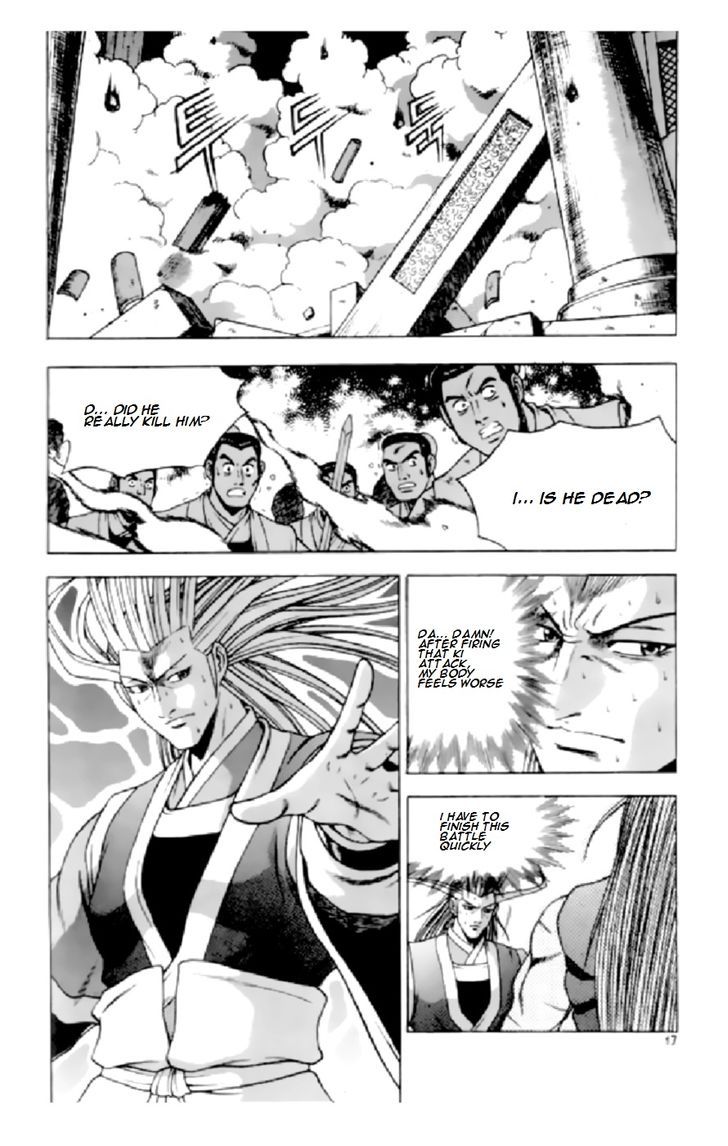 투 투 둑
D... DID HE
REALLY KILL HIM?
I... IS HE DEAD?
DA... DAMN!
AFTER FIRING
THAT KI
ATTACK,
MY BODY
FEELS WORSE
I HAVE TO
FINISH THIS
BATTLE
QUICKLY
17